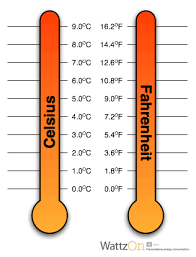 9.0°C 16.2°F
8.0°C 14.4°F
7.0°C 12.6°F
6.0°C 10.8°F
5.0°C 9.0°F
4.0°C 7.2°F
3.0°C 5.4°F
2.0°C 3.6°F
1.0°C 1.8°F
0.0°C 0.0°F
Celsius
Fahrenheit
WattzOn